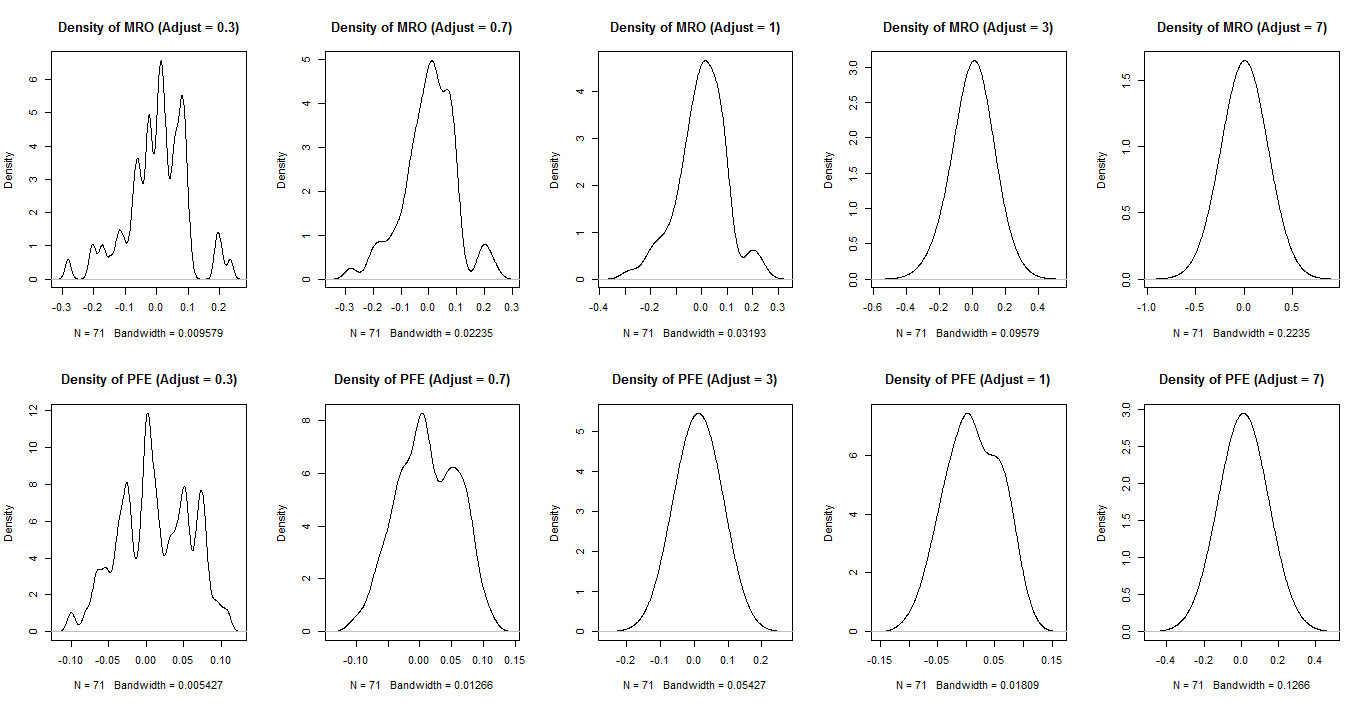 Density of MRO (Adjust = 0.3)
Density
6
5
4
3
2
1
0
-0.3 -0.2 -0.1 0.0 0.1 0.2
N = 71 Bandwidth = 0.009579
Density of MRO (Adjust = 0.7)
Density
5
4
3
2
1
0
-0.3 -0.2 -0.1 0.0 0.1 0.2 0.3
N = 71 Bandwidth = 0.02235
Density of MRO (Adjust = 1)
Density
4
3
2
1
0
-0.4 -0.2 0.0 0.1 0.2 0.3
N = 71 Bandwidth = 0.03193
Density of MRO (Adjust = 3)
Density
3.0
2.5
2.0
1.5
1.0
0.5
0.0
-0.6 -0.4 -0.2 0.0 0.2 0.4
N = 71 Bandwidth = 0.09579
Density of MRO (Adjust = 7)
Density
1.5
1.0
0.5
0.0
-1.0 -0.5 0.0 0.5
N = 71 Bandwidth = 0.2235
Density of PFE (Adjust = 0.3)
Density
12
10
8
6
4
2
0
-0.10 -0.05 0.00 0.05 0.10
N = 71 Bandwidth = 0.005427
Density of PFE (Adjust = 0.7)
Density
8
6
4
2
0
-0.10 0.00 0.05 0.10 0.15
N = 71 Bandwidth = 0.01266
Density of PFE (Adjust = 3)
Density
5
4
3
2
1
0
-0.2 -0.1 0.0 0.1 0.2
N = 71 Bandwidth = 0.05427
Density of PFE (Adjust = 1)
Density
6
4
2
0
-0.15 -0.05 0.05 0.15
N = 71 Bandwidth = 0.01809
Density of PFE (Adjust = 7)
Density
3.0
2.5
2.0
1.5
1.0
0.5
0.0
-0.4 -0.2 0.0 0.2 0.4
N = 71 Bandwidth = 0.1266